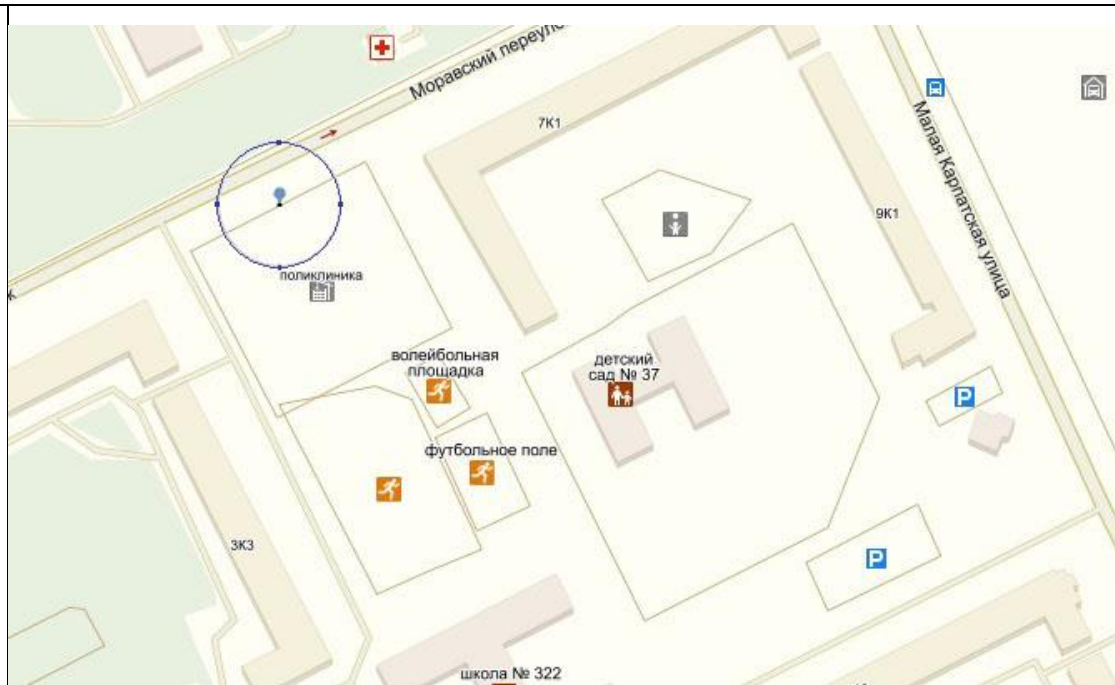 Моравский переул
7К1
Малая Карпатская улица
9К1
поликлиника
волейбольная
площадка
детский
сад № 37
P
футбольное поле
3К3
P
школа № 322